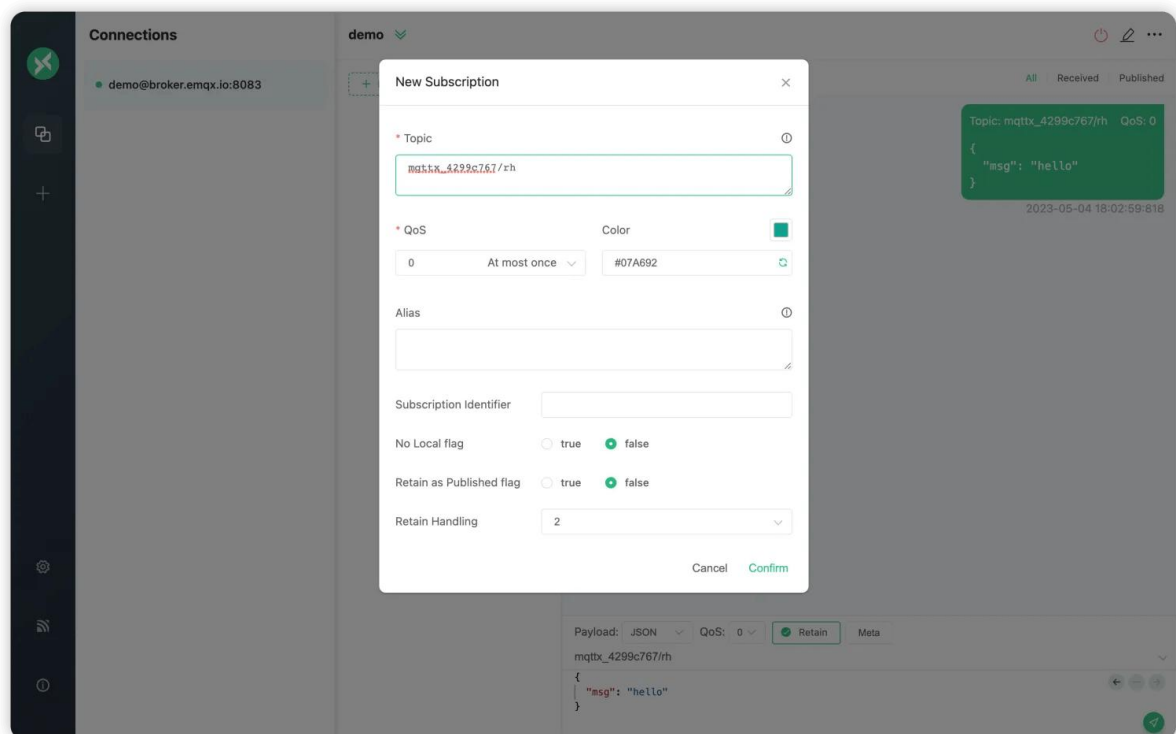 Connections
demo
demo@broker.emqx.io:8083
All Received Published
Topic: mqttx_4299c767/rh QoS: 0
{
"msg": "hello"
}
2023-05-04 18:02:59:818
New Subscription
* Topic
mqttx_4299c767/rh
* QoS Color
0 At most once #07A692
Alias
Subscription Identifier
No Local flag true false
Retain as Published flag true false
Retain Handling 2
Cancel Confirm
Payload: JSON QoS: 0 Retain Meta
mqttx_4299c767/rh
{
"msg": "hello"
}